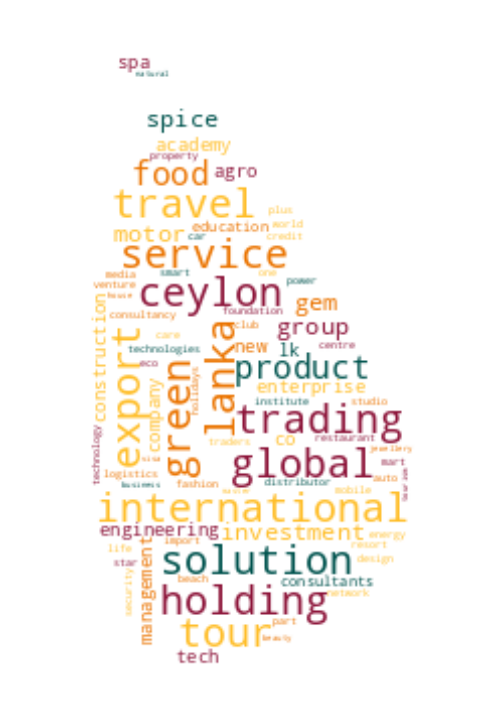 spa
natural
spice
academy
property
food agro
travel plus
education world
motor car credit
service
media smart one power
venture
house ceylon gem
consultancy foundation
club group
construction
care new lk centre
technologies
eco product
export
company
green
holidays
lanka
enterprise
institute studio
trading
traders co restaurant
technology
visa global jewellery
mart
logistics auto
business fashion distributor
tourism
water mobile
international
engineering investment energy
import resort
life
star solution design
beach consultants
security
management
network
holding
part
tour beauty
tech